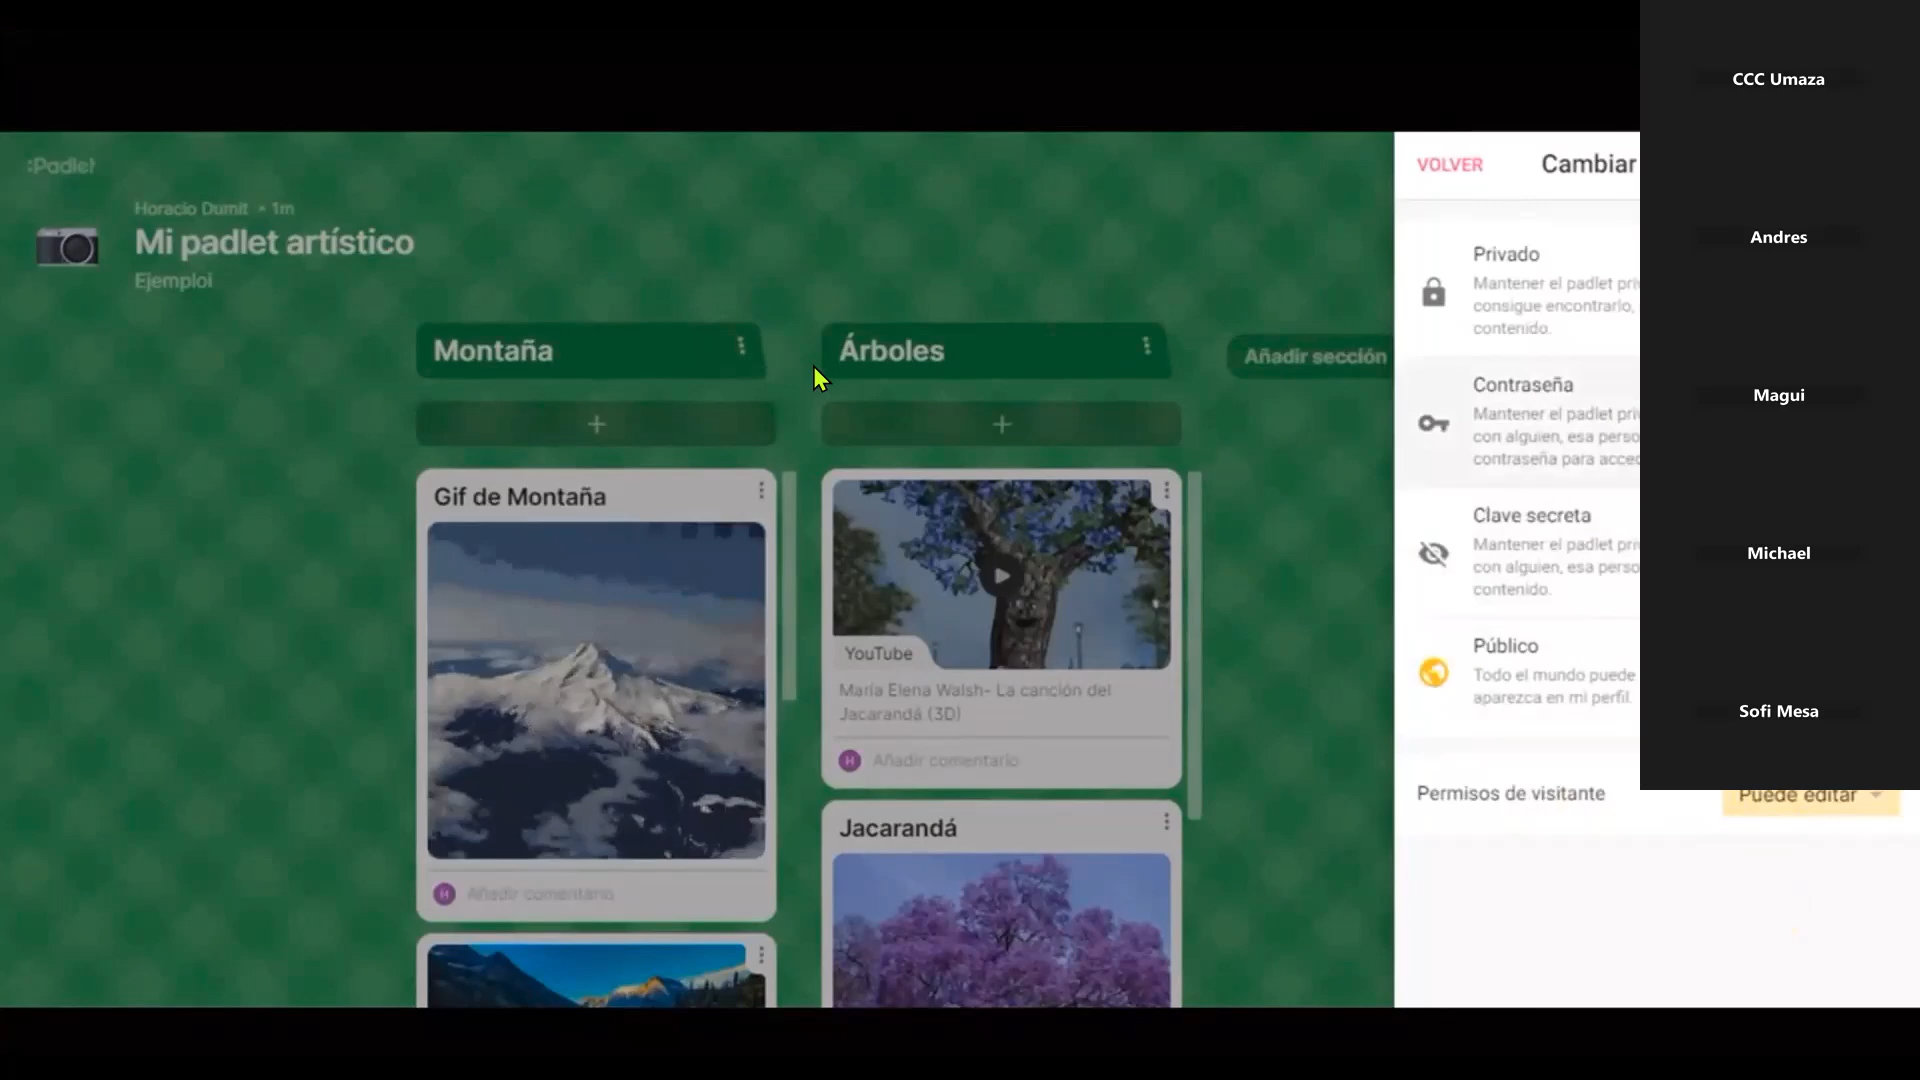 :Padlet
Horacio Dumit • 1m
Mi padlet artístico
Ejemploi
Montaña
Árboles
Añadir sección
+
+
Gif de Montaña
YouTube
María Elena Walsh- La canción del
Jacarandá (3D)
H Añadir comentario
Jacarandá
H Añadir comentario
VOLVER
Cambiar
Privado
Mantener el padlet pri
consigue encontrarlo,
contenido.
Contraseña
Mantener el padlet pri
con alguien, esa perso
contraseña para acced
Clave secreta
Mantener el padlet pri
con alguien, esa perso
contenido.
Público
Todo el mundo puede
aparezca en mi perfil.
Permisos de visitante
Puede editar
CCC Umaza
Andres
Magui
Michael
Sofi Mesa